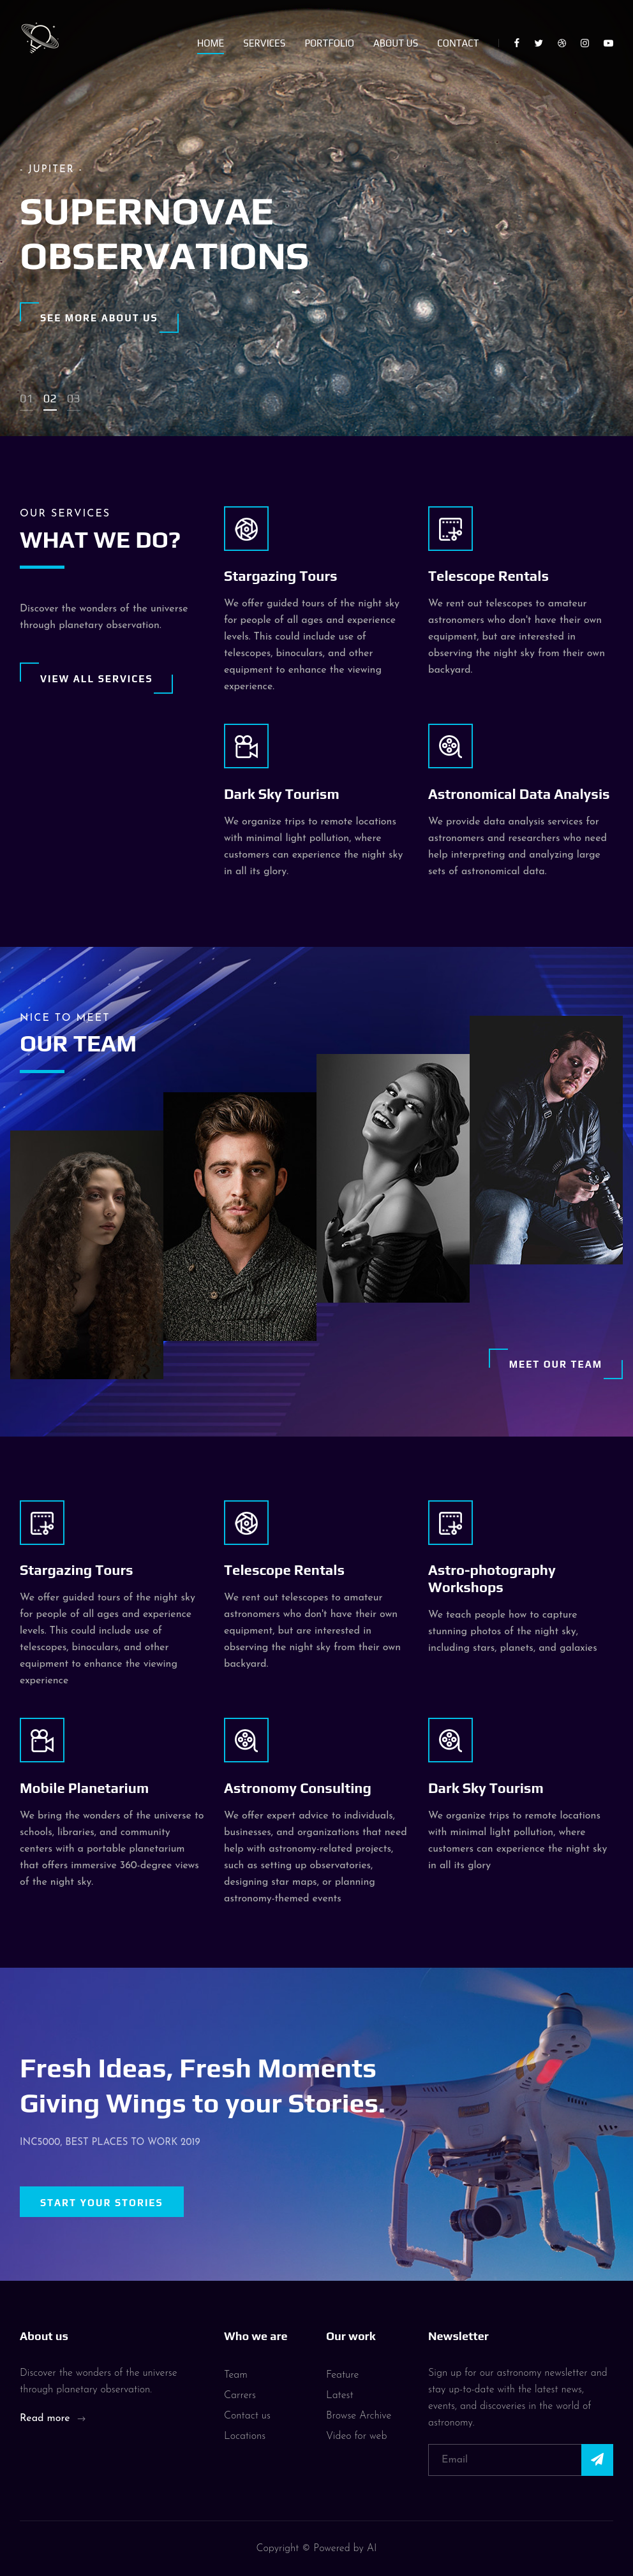 HOME SERVICES PORTFOLIO ABOUT US CONTACT
- JUPITER -
SUPERNOVAE
OBSERVATIONS
SEE MORE ABOUT US
01 02 03
OUR SERVICES
WHAT WE DO?
Discover the wonders of the universe
through planetary observation.
VIEW ALL SERVICES
Stargazing Tours
We offer guided tours of the night sky
for people of all ages and experience
levels. This could include use of
telescopes, binoculars, and other
equipment to enhance the viewing
experience.
Telescope Rentals
We rent out telescopes to amateur
astronomers who don't have their own
equipment, but are interested in
observing the night sky from their own
backyard.
Dark Sky Tourism
We organize trips to remote locations
with minimal light pollution, where
customers can experience the night sky
in all its glory.
Astronomical Data Analysis
We provide data analysis services for
astronomers and researchers who need
help interpreting and analyzing large
sets of astronomical data.
NICE TO MEET
OUR TEAM
MEET OUR TEAM
Stargazing Tours
We offer guided tours of the night sky
for people of all ages and experience
levels. This could include use of
telescopes, binoculars, and other
equipment to enhance the viewing
experience
Telescope Rentals
We rent out telescopes to amateur
astronomers who don't have their own
equipment, but are interested in
observing the night sky from their own
backyard.
Astro-photography
Workshops
We teach people how to capture
stunning photos of the night sky,
including stars, planets, and galaxies
Mobile Planetarium
We bring the wonders of the universe to
schools, libraries, and community
centers with a portable planetarium
that offers immersive 360-degree views
of the night sky.
Astronomy Consulting
We offer expert advice to individuals,
businesses, and organizations that need
help with astronomy-related projects,
such as setting up observatories,
designing star maps, or planning
astronomy-themed events
Dark Sky Tourism
We organize trips to remote locations
with minimal light pollution, where
customers can experience the night sky
in all its glory
Fresh Ideas, Fresh Moments
Giving Wings to your Stories.
INC5000, BEST PLACES TO WORK 2019
START YOUR STORIES
About us
Discover the wonders of the universe
through planetary observation.
Read more →
Who we are
Team
Carrers
Contact us
Locations
Our work
Feature
Latest
Browse Archive
Video for web
Newsletter
Sign up for our astronomy newsletter and
stay up-to-date with the latest news,
events, and discoveries in the world of
astronomy.
Email
Copyright © Powered by AI